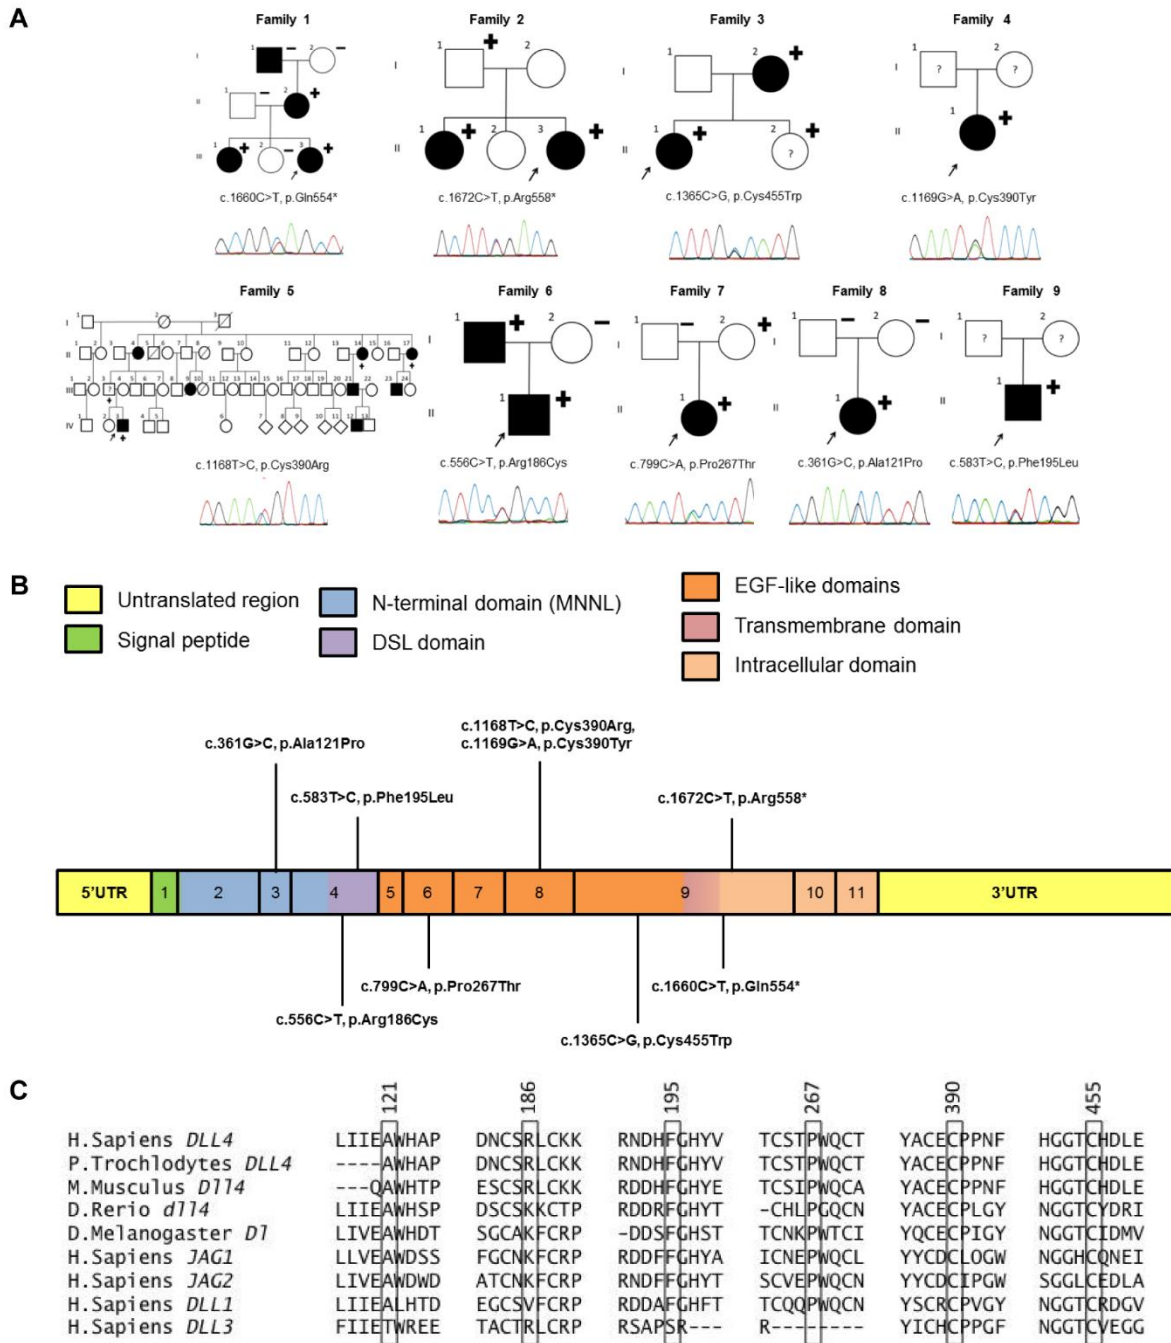 A
Family 1
Family 2
Family 3
Family 4
c.1660C>T, p.Gln554*
c.1672C>T, p.Arg558*
c.1365C>G, p.Cys455Trp
c.1169G>A, p.Cys390Tyr
Family 5
Family 6
Family 7
Family 8
Family 9
c.1168T>C, p.Cys390Arg
c.556C>T, p.Arg186Cys
c.799C>A, p.Pro267Thr
c.361G>C, p.Ala121Pro
c.583T>C, p.Phe195Leu
B
Untranslated region
N-terminal domain (MNNL)
EGF-like domains
Signal peptide
DSL domain
Transmembrane domain
Intracellular domain
c.1168T>C, p.Cys390Arg,
c.361G>C, p.Ala121Pro
c.1169G>A, p.Cys390Tyr
c.583T>C, p.Phe195Leu
c.1672C>T, p.Arg558*
5'UTR 1 2 3 4 5 6 7 8 9 10 11 3'UTR
c.799C>A, p.Pro267Thr
c.1660C>T, p.Gln554*
c.556C>T, p.Arg186Cys
c.1365C>G, p.Cys455Trp
C
121 186 195 267 390 455
H.Sapiens DLL4 LIIEAWHAP DNCSRLCKK RNDHFGHYV TCSTPWQCT YACECPPNF HGGTCHDLE
P.Trochlodytes DLL4 ----AWHAP DNCSRLCKK RNDHFGHYV TCSTPWQCT YACECPPNF HGGTCHDLE
M.Musculus Dll4 ---QAWHTP ESCSRLCKK RDDHFGHYE TCSIPWQCA YACECPPNF HGGTCHDLE
D.Rerio dll4 LIIEAWHSP DSCSKKCTP RDDRFGHYT -CHLPGQCN YACECPLGY NGGTCYDRI
D.Melanogaster Dl LIVEAWHDT SGCAKFCRP -DDSFGHST TCNKPWTCI YQCECPIGY NGGTCIDMV
H.Sapiens JAG1 LLVEAWDSS FGCNKFCRP RDDFFGHYA ICNEPWQCL YYCDCLOGW NGGHCQNEI
H.Sapiens JAG2 LIVEAWDWD ATCNKFCRP RNDFFGHYT SCVEPWQCN YYCDCIPGW SGGLCEDLA
H.Sapiens DLL1 LIIEALHTD EGCSVFCRP RDDAFGHFT TCQQPWQCN YSCRCPVGY NGGTCRDGV
H.Sapiens DLL3 FIIETWREE TACTRLCRP RSAPSR---- R-------- YICHCPPGF NGGTCVEGG